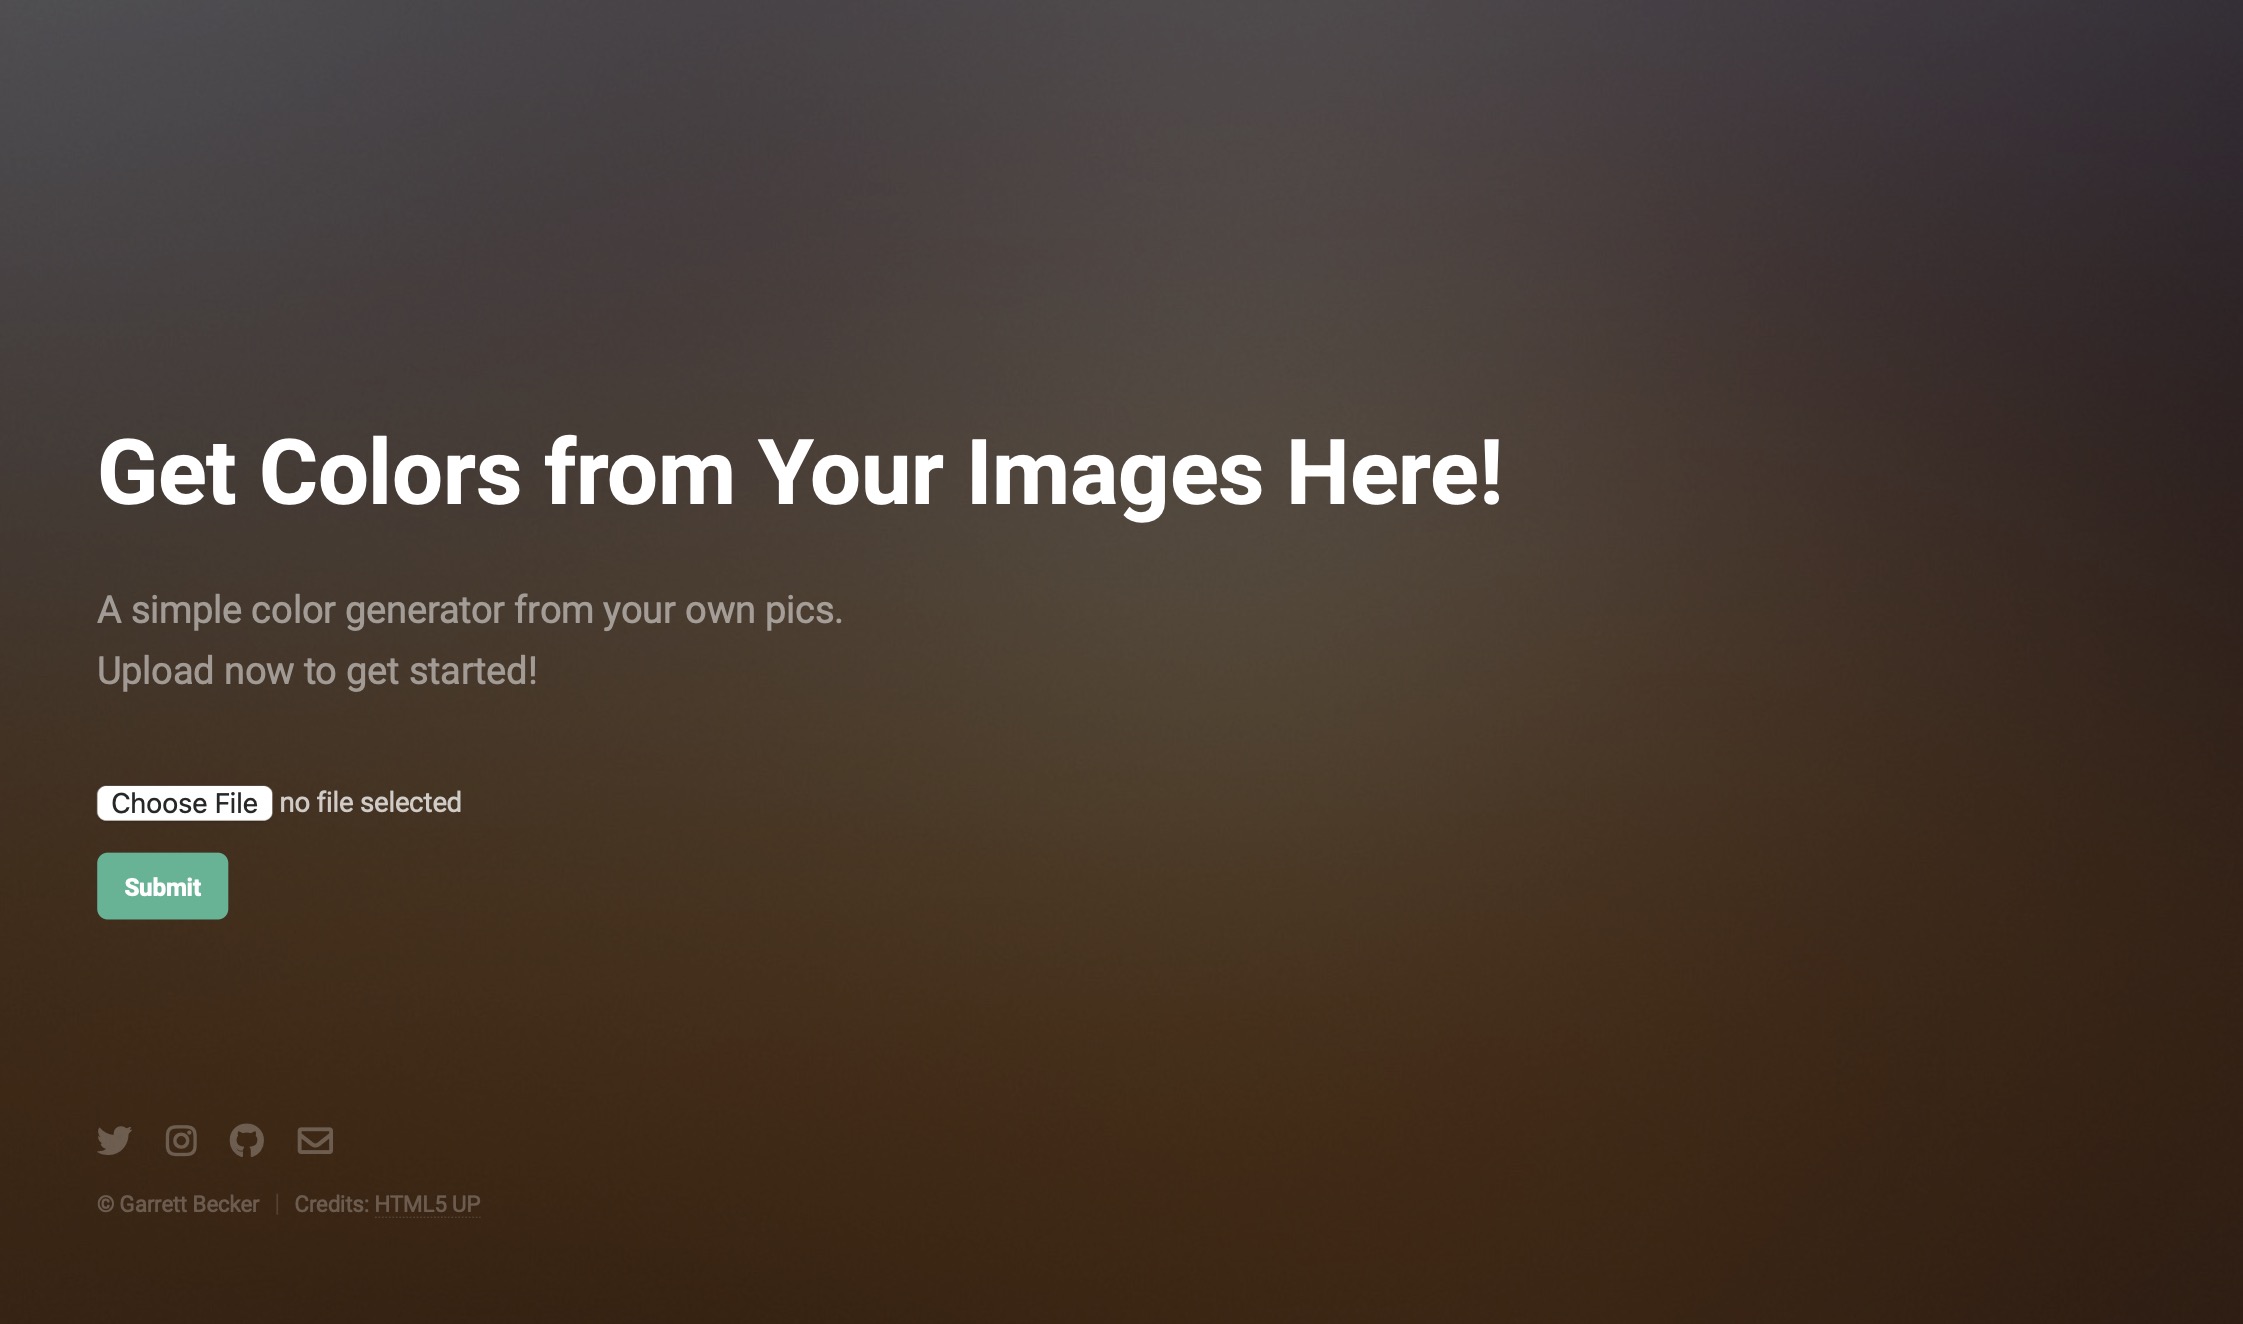 Get Colors from Your Images Here!
A simple color generator from your own pics.
Upload now to get started!
Choose File no file selected
Submit
© Garrett Becker | Credits: HTML5 UP